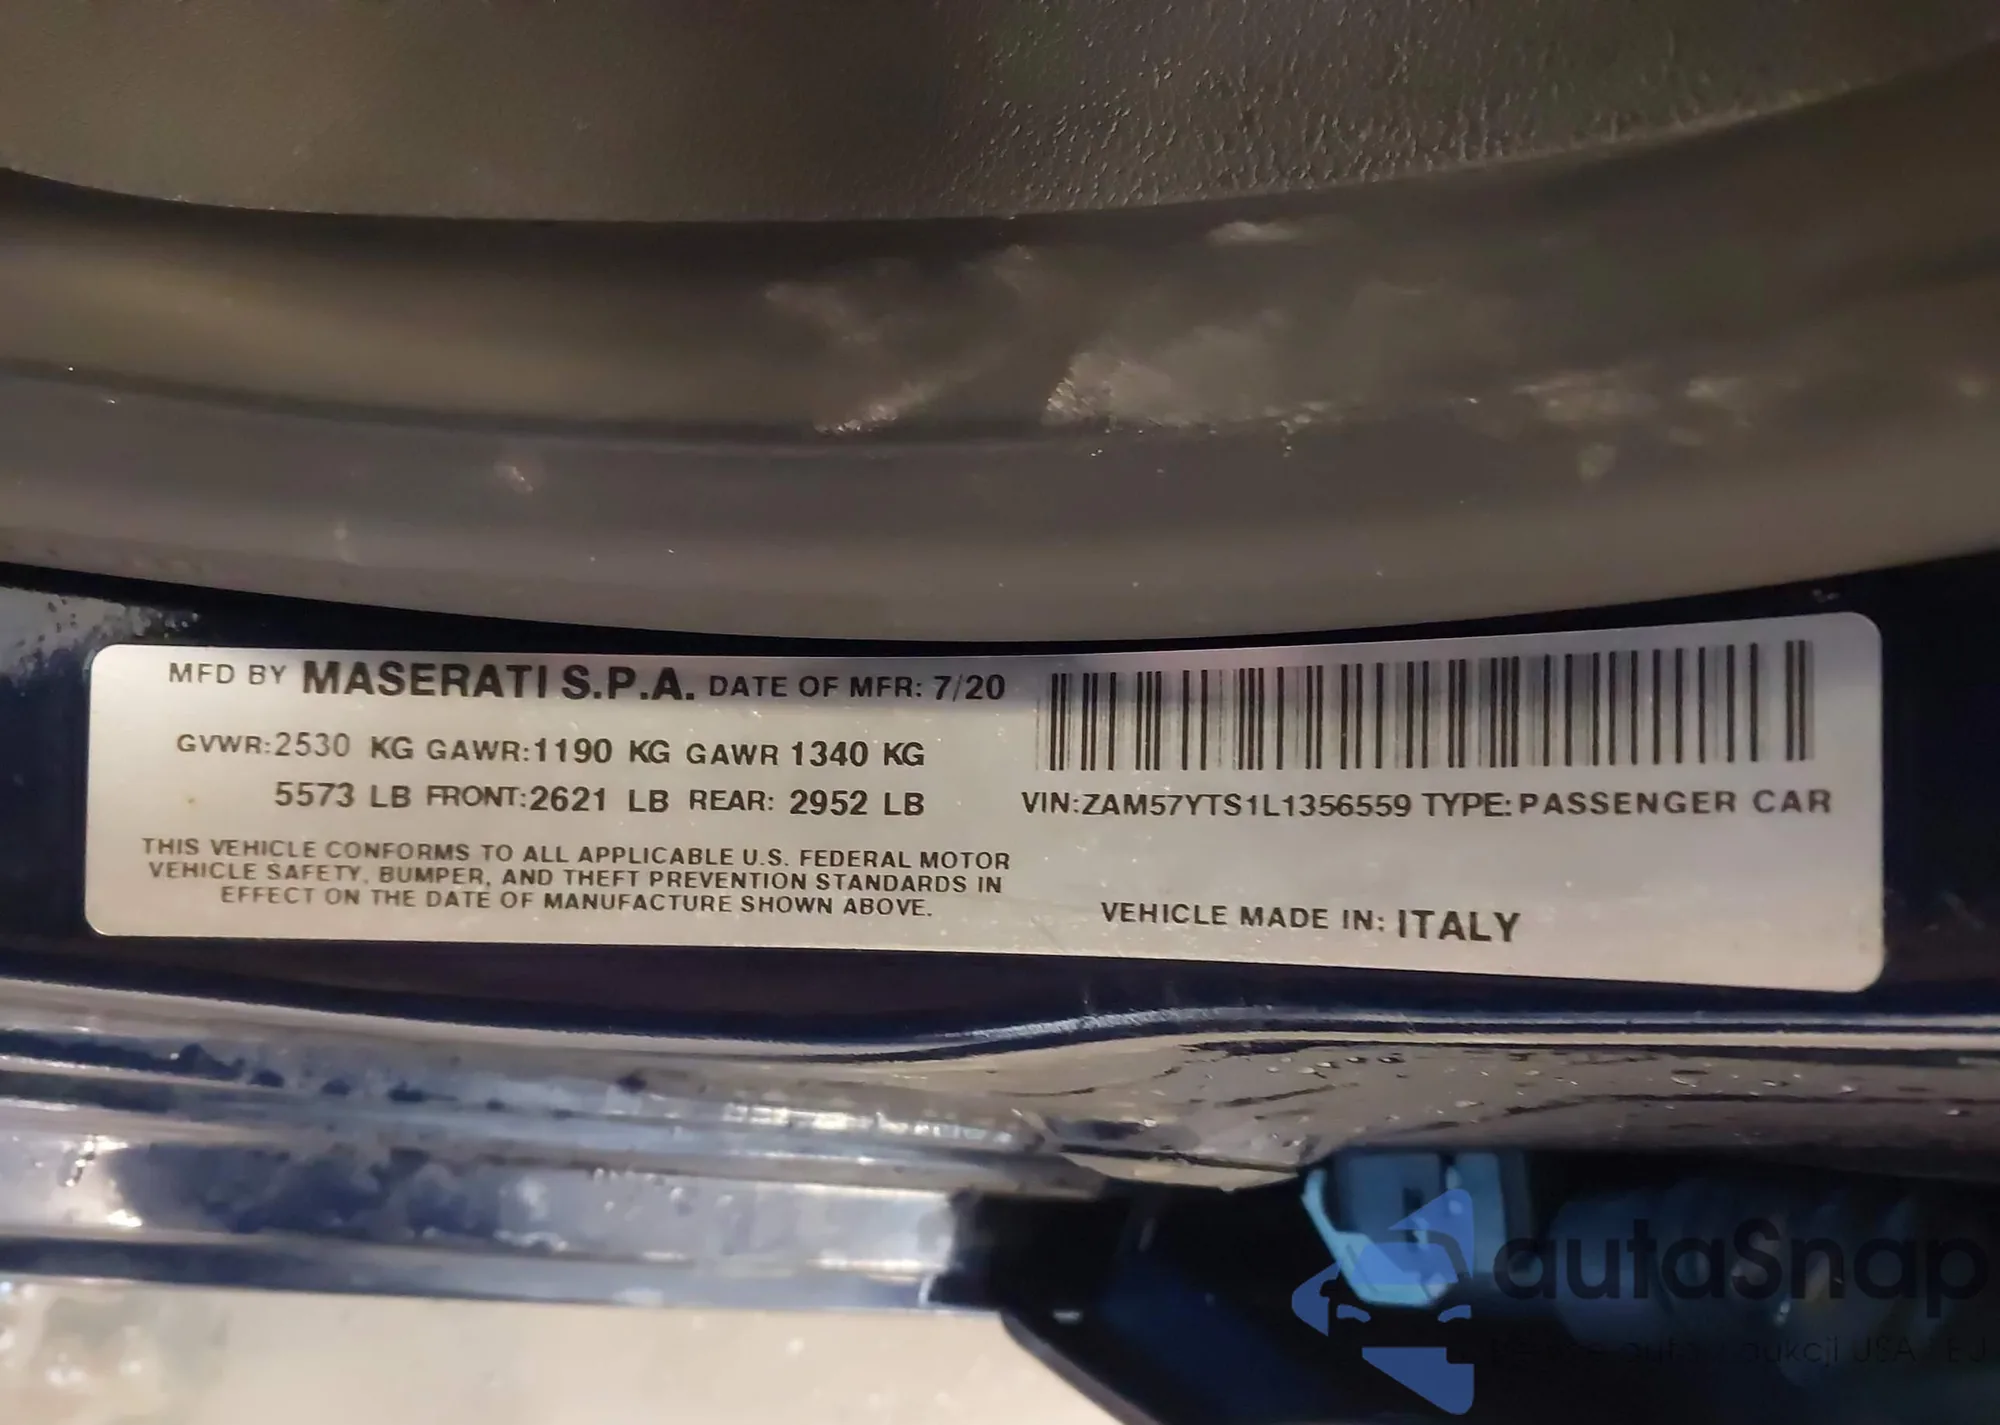 MFD BY MASERATI S.P.A. DATE OF MFR: 7/20
GVWR:2530 KG GAWR:1190 KG GAWR 1340 KG
5573 LB FRONT:2621 LB REAR: 2952 LB
THIS VEHICLE CONFORMS TO ALL APPLICABLE U.S. FEDERAL MOTOR
VEHICLE SAFETY, BUMPER, AND THEFT PREVENTION STANDARDS IN
EFFECT ON THE DATE OF MANUFACTURE SHOWN ABOVE.
VIN:ZAM57YTS1L1356559 TYPE:PASSENGER CAR
VEHICLE MADE IN: ITALY
autaSnap
aukcji USA